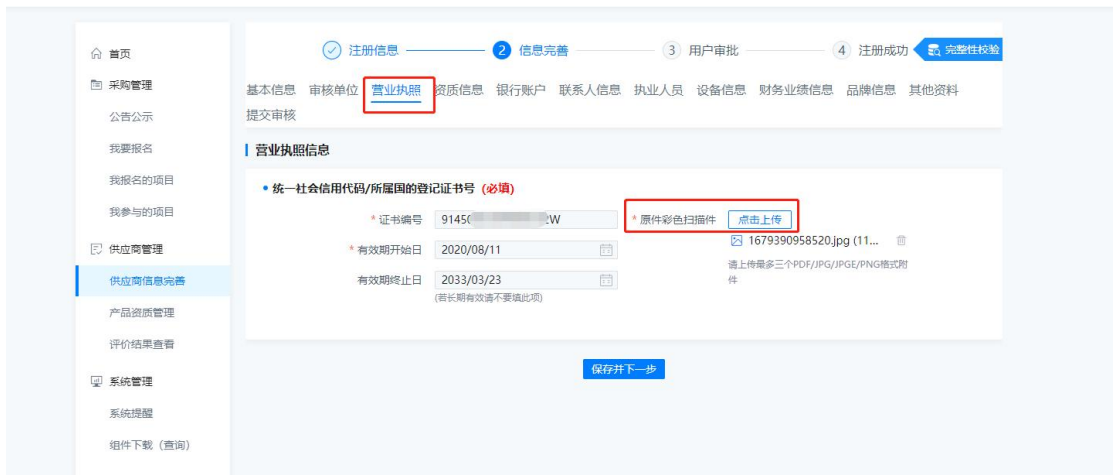 首页
采购管理
公告公示
我要报名
我报名的项目
我参与的项目
供应商管理
供应商信息完善
产品资质管理
评价结果查看
系统管理
系统提醒
组件下载（查询）
注册信息 2 信息完善 3 用户审批 4 注册成功 完整性校验
基本信息 审核单位 营业执照 资质信息 银行账户 联系人信息 执业人员 设备信息 财务业绩信息 品牌信息 其他资料
提交审核
营业执照信息
统一社会信用代码/所属国的登记证书号 (必填)
* 证书编号 9145 2W * 原件彩色扫描件 点击上传
1679390958520.jpg (11...
* 有效期开始日 2020/08/11
请上传最多三个PDF/JPG/JPGE/PNG格式附
件
有效期终止日 2033/03/23
(若长期有效请不要填此项)
保存并下一步